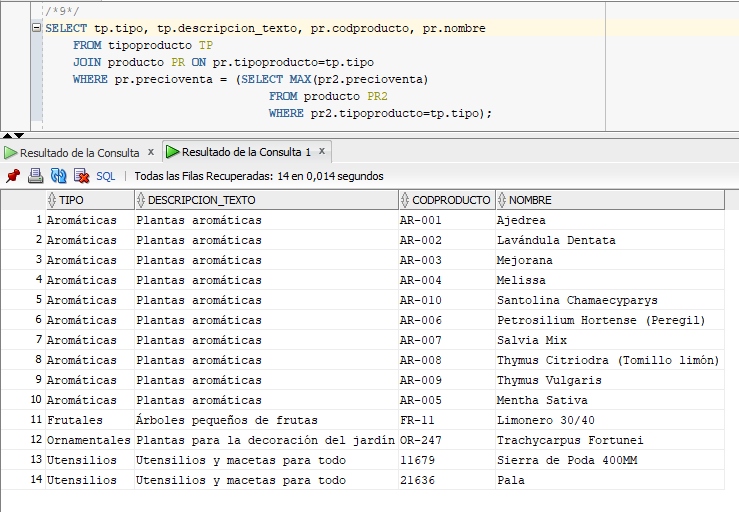 /*9*/
SELECT tp.tipo, tp.descripcion_texto, pr.codproducto, pr.nombre
FROM tipoproducto TP
JOIN producto PR ON pr.tipoproducto=tp.tipo
WHERE pr.precioventa = (SELECT MAX(pr2.precioventa)
FROM producto PR2
WHERE pr2.tipoproducto=tp.tipo);
Resultado de la Consulta x Resultado de la Consulta 1 x
SQL | Todas las Filas Recuperadas: 14 en 0,014 segundos
TIPO DESCRIPCION_TEXTO CODPRODUCTO NOMBRE
1 Aromáticas Plantas aromáticas AR-001 Ajedrea
2 Aromáticas Plantas aromáticas AR-002 Lavándula Dentata
3 Aromáticas Plantas aromáticas AR-003 Mejorana
4 Aromáticas Plantas aromáticas AR-004 Melissa
5 Aromáticas Plantas aromáticas AR-010 Santolina Chamaecyparys
6 Aromáticas Plantas aromáticas AR-006 Petrosilium Hortense (Peregil)
7 Aromáticas Plantas aromáticas AR-007 Salvia Mix
8 Aromáticas Plantas aromáticas AR-008 Thymus Citriodra (Tomillo limón)
9 Aromáticas Plantas aromáticas AR-009 Thymus Vulgaris
10 Aromáticas Plantas aromáticas AR-005 Mentha Sativa
11 Frutales Árboles pequeños de frutas FR-11 Limonero 30/40
12 Ornamentales Plantas para la decoración del jardín OR-247 Trachycarpus Fortunei
13 Utensilios Utensilios y macetas para todo 11679 Sierra de Poda 400MM
14 Utensilios Utensilios y macetas para todo 21636 Pala